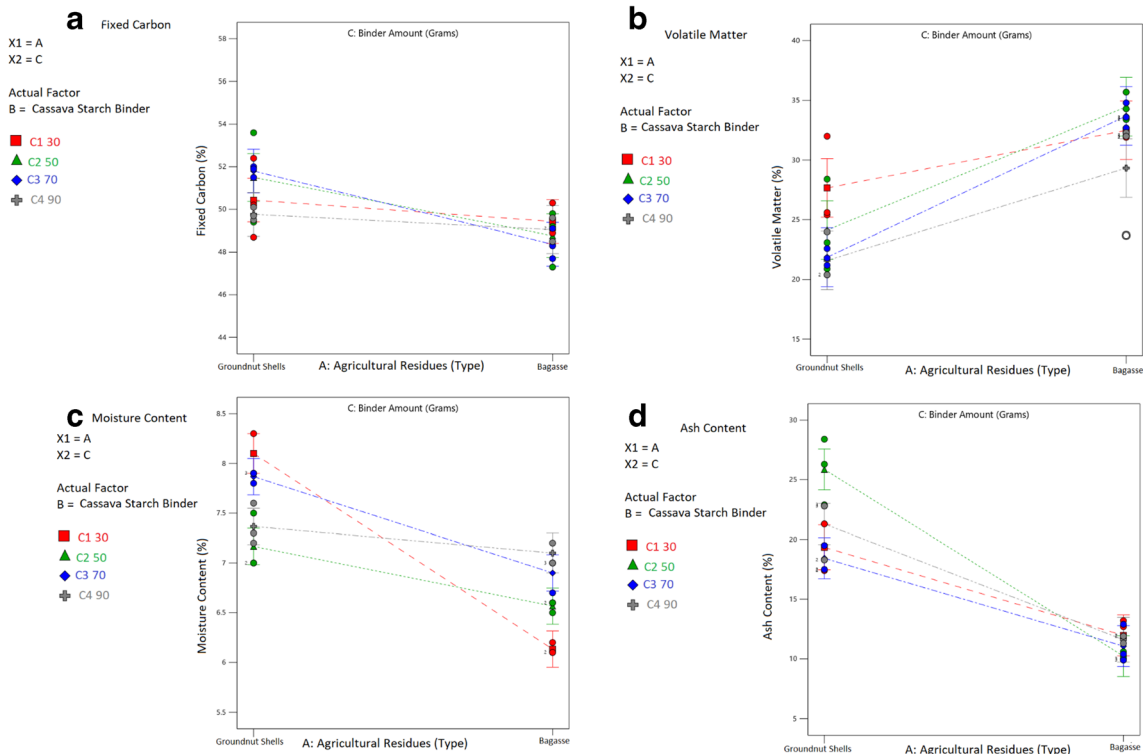 a
Fixed Carbon
X1 = A
X2 = C
Actual Factor
B = Cassava Starch Binder
C1 30
C2 50
C3 70
C4 90
C: Binder Amount (Grams)
Fixed Carbon (%)
58
56
54
52
50
48
46
44
Groundnut Shells
Bagasse
A: Agricultural Residues (Type)
b
Volatile Matter
X1 = A
X2 = C
Actual Factor
B = Cassava Starch Binder
C1 30
C2 50
C3 70
C4 90
C: Binder Amount (Grams)
Volatile Matter (%)
40
35
30
25
20
15
Groundnut Shells
Bagasse
A: Agricultural Residues (Type)
c
Moisture Content
X1 = A
X2 = C
Actual Factor
B = Cassava Starch Binder
C1 30
C2 50
C3 70
C4 90
C: Binder Amount (Grams)
Moisture Content (%)
8.5
8
7.5
7
6.5
6
5.5
Groundnut Shells
Bagasse
A: Agricultural Residues (Type)
d
Ash Content
X1 = A
X2 = C
Actual Factor
B = Cassava Starch Binder
C1 30
C2 50
C3 70
C4 90
C: Binder Amount (Grams)
Ash Content (%)
30
25
20
15
10
5
Groundnut Shells
Bagasse
A: Agricultural Residues (Type)